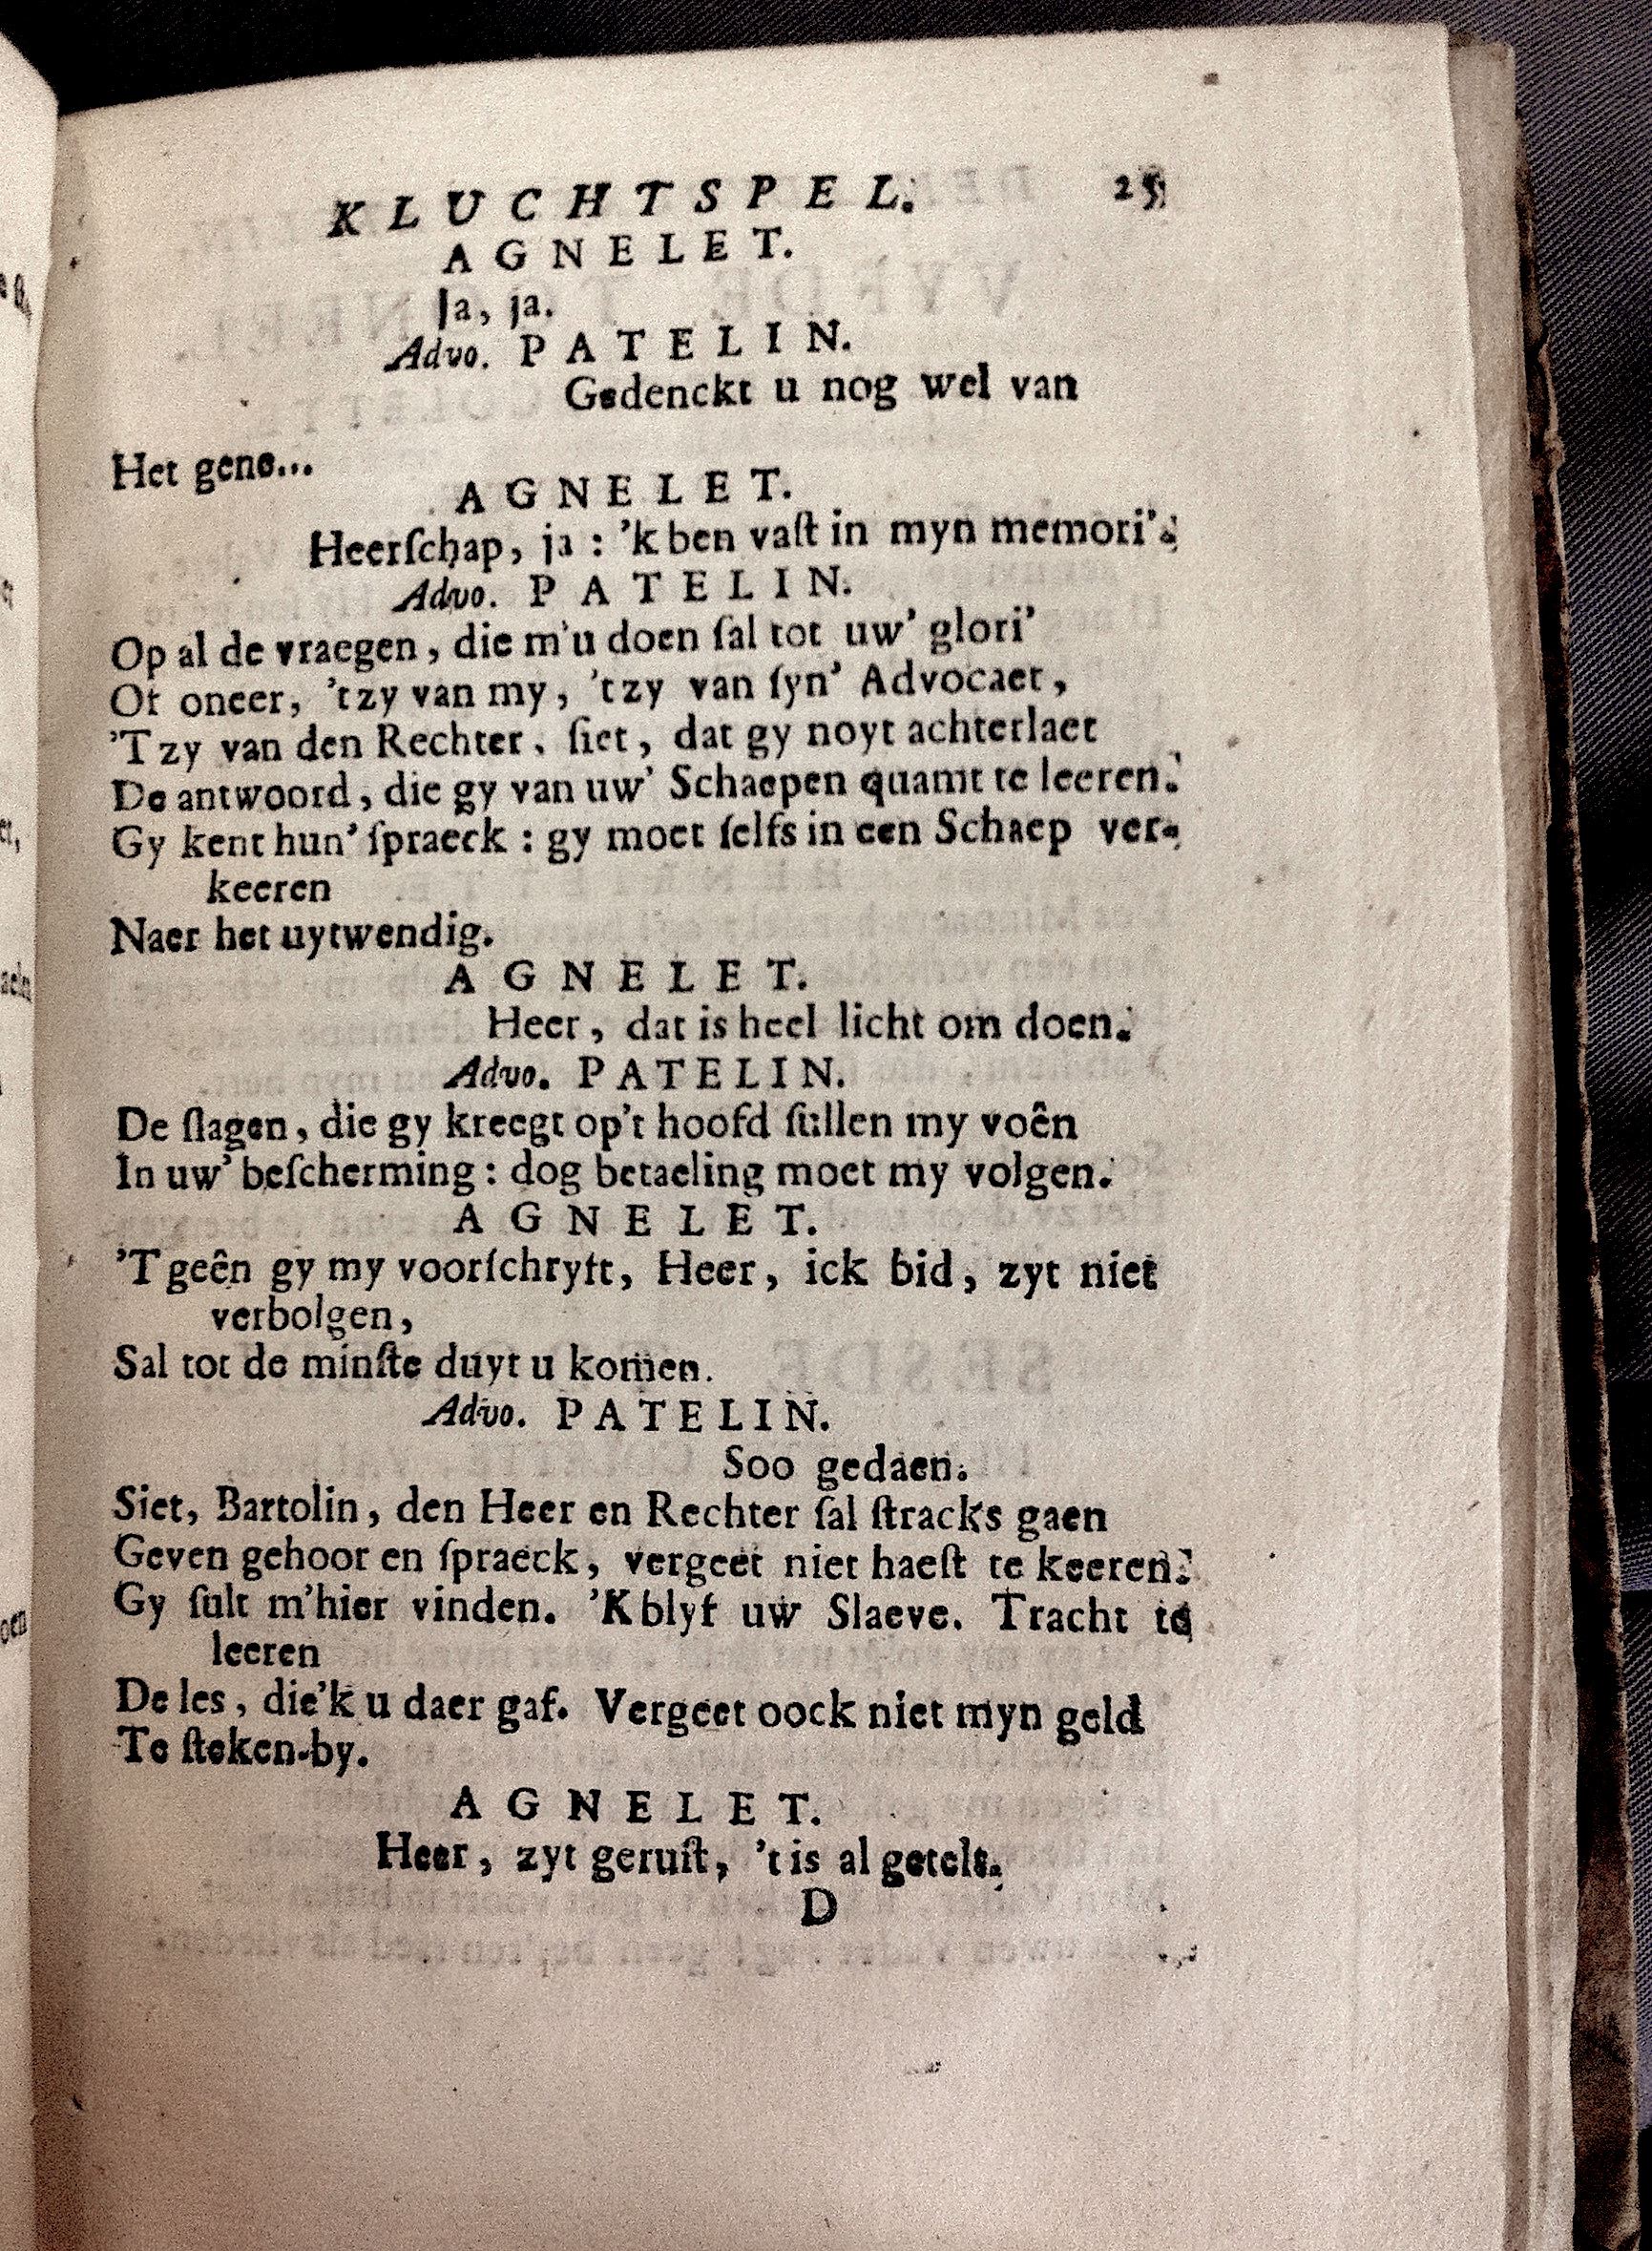 KLUCHTSPEL. 25
AGNELET.
Ja, ja.
Advo. PATELIN.
Gedenckt u nog wel van
Het gene...
AGNELET.
Heerſchap, ja : 'k ben vaſt in myn memori'.
Advo. PATELIN.
Op al de vraegen, die m'u doen ſal tot uw' glori'
Of oneer, 't zy van my, 't zy van ſyn' Advocaet,
'T zy van den Rechter, ſiet, dat gy noyt achterlaet
De antwoord, die gy van uw' Schaepen quamt te leeren.
Gy kent hun' ſpraeck : gy moet ſelfs in een Schaep ver-
keeren
Naer het uytwendig.
AGNELET.
Heer, dat is heel licht om doen.
Advo. PATELIN.
De ſlagen, die gy kreegt op't hoofd ſullen my voên
In uw' beſcherming : dog betaeling moet my volgen.
AGNELET.
'T geên gy my voorſchryft, Heer, ick bid, zyt niet
verbolgen,
Sal tot de minſte duyt u komen.
Advo. PATELIN.
Soo gedaen.
Siet, Bartolin, den Heer en Rechter ſal ſtracks gaen
Geven gehoor en ſpraeck, vergeet niet haeſt te keeren.
Gy ſult m'hier vinden. 'K blyf uw Slaeve. Tracht te
leeren
De les, die'k u daer gaf. Vergeet oock niet myn geld
Te ſteken-by.
AGNELET.
Heer, zyt geruſt, 't is al getelt.
D